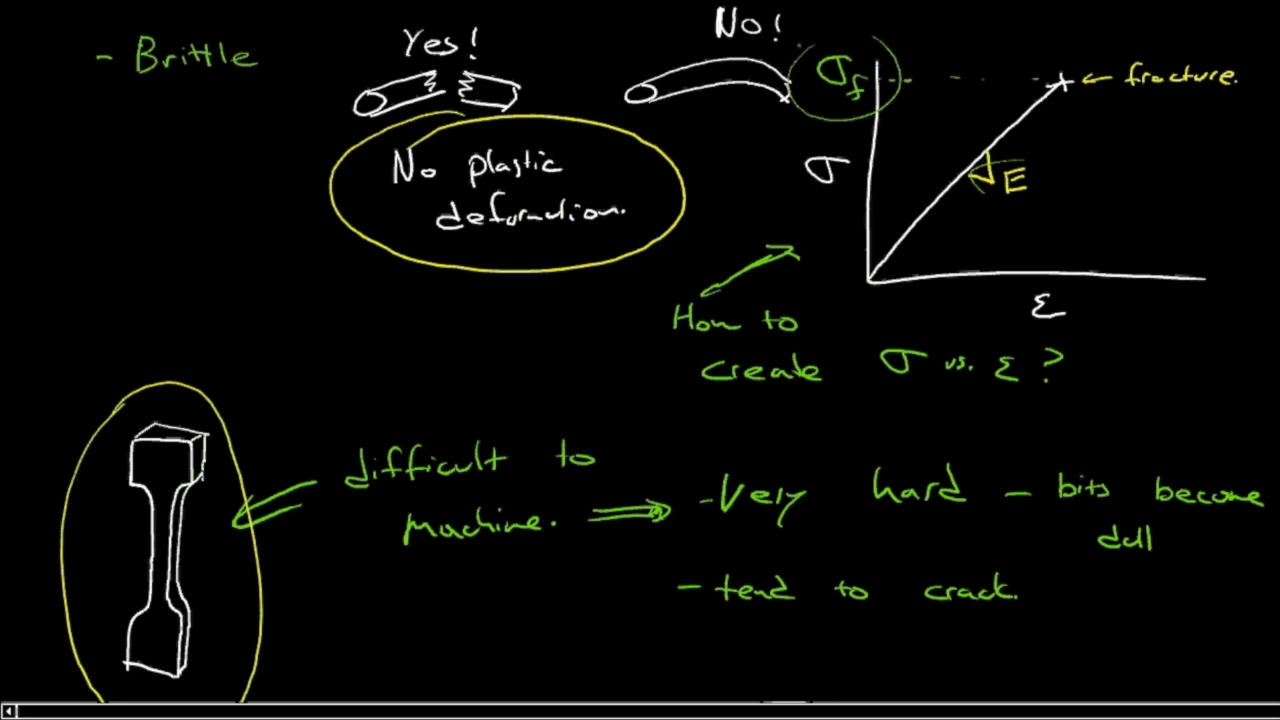 - Brittle
Yes!
No!
No plastic
deformation.
σf
← fracture.
σ
E
ε
How to
create σ vs. ε ?
difficult to
machine. ⇒
- Very hard - bits become
dull
- tend to crack.